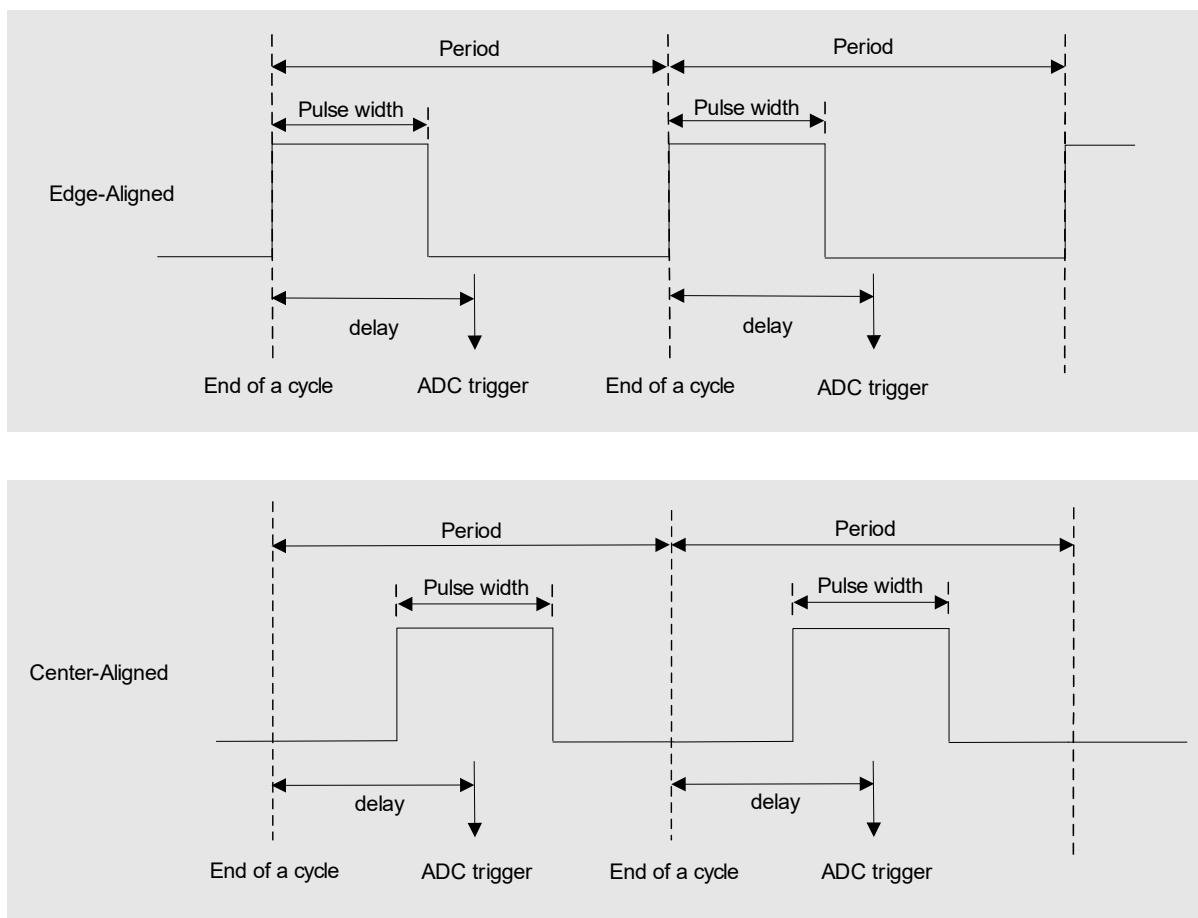 Period
Period
Pulse width
Pulse width
Edge-Aligned
delay
delay
End of a cycle
ADC trigger
End of a cycle
ADC trigger
Period
Period
Pulse width
Pulse width
Center-Aligned
delay
delay
End of a cycle
ADC trigger
End of a cycle
ADC trigger